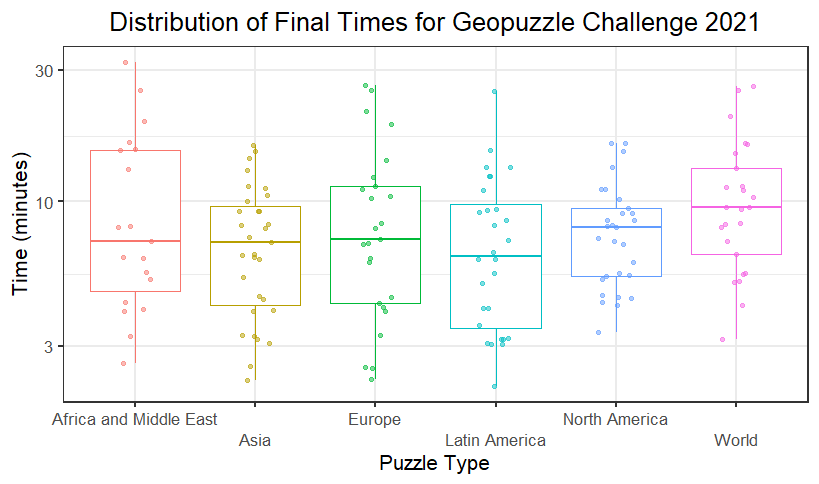 Distribution of Final Times for Geopuzzle Challenge 2021
30
10
3
Time (minutes)
Africa and Middle East
Asia
Europe
Latin America
North America
World
Puzzle Type